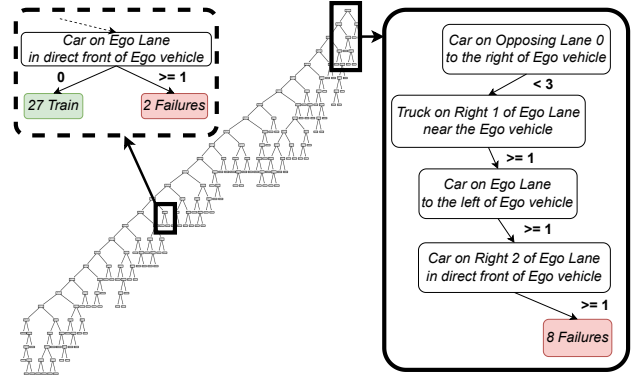 Car on Ego Lane
in direct front of Ego vehicle
0
>= 1
27 Train
2 Failures
Car on Opposing Lane 0
to the right of Ego vehicle
< 3
Truck on Right 1 of Ego Lane
near the Ego vehicle
>= 1
Car on Ego Lane
to the left of Ego vehicle
>= 1
Car on Right 2 of Ego Lane
in direct front of Ego vehicle
>= 1
8 Failures